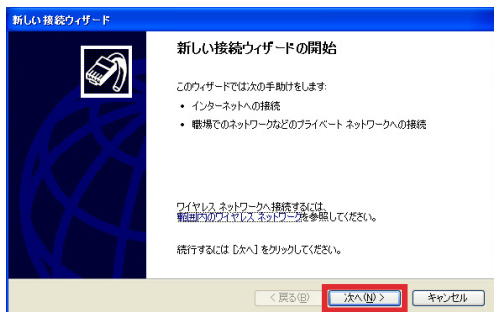 新しい接続ウィザード
新しい接続ウィザードの開始
このウィザードでは次の手助けをします:
• インターネットへの接続
• 職場でのネットワークなどのプライベート ネットワークへの接続
ワイヤレス ネットワークへ接続するには、
範囲内のワイヤレス ネットワークを参照してください。
続行するには [次へ] をクリックしてください。
< 戻る(B) 次へ(N) > キャンセル